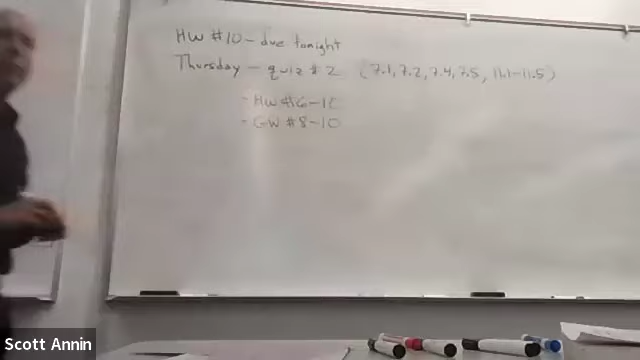 HW #10 - due tonight
Thursday - quiz #2 (7.1, 7.2, 7.4, 7.5, 11.1-11.5)
- HW #6-10
- GW #8-10
Scott Annin